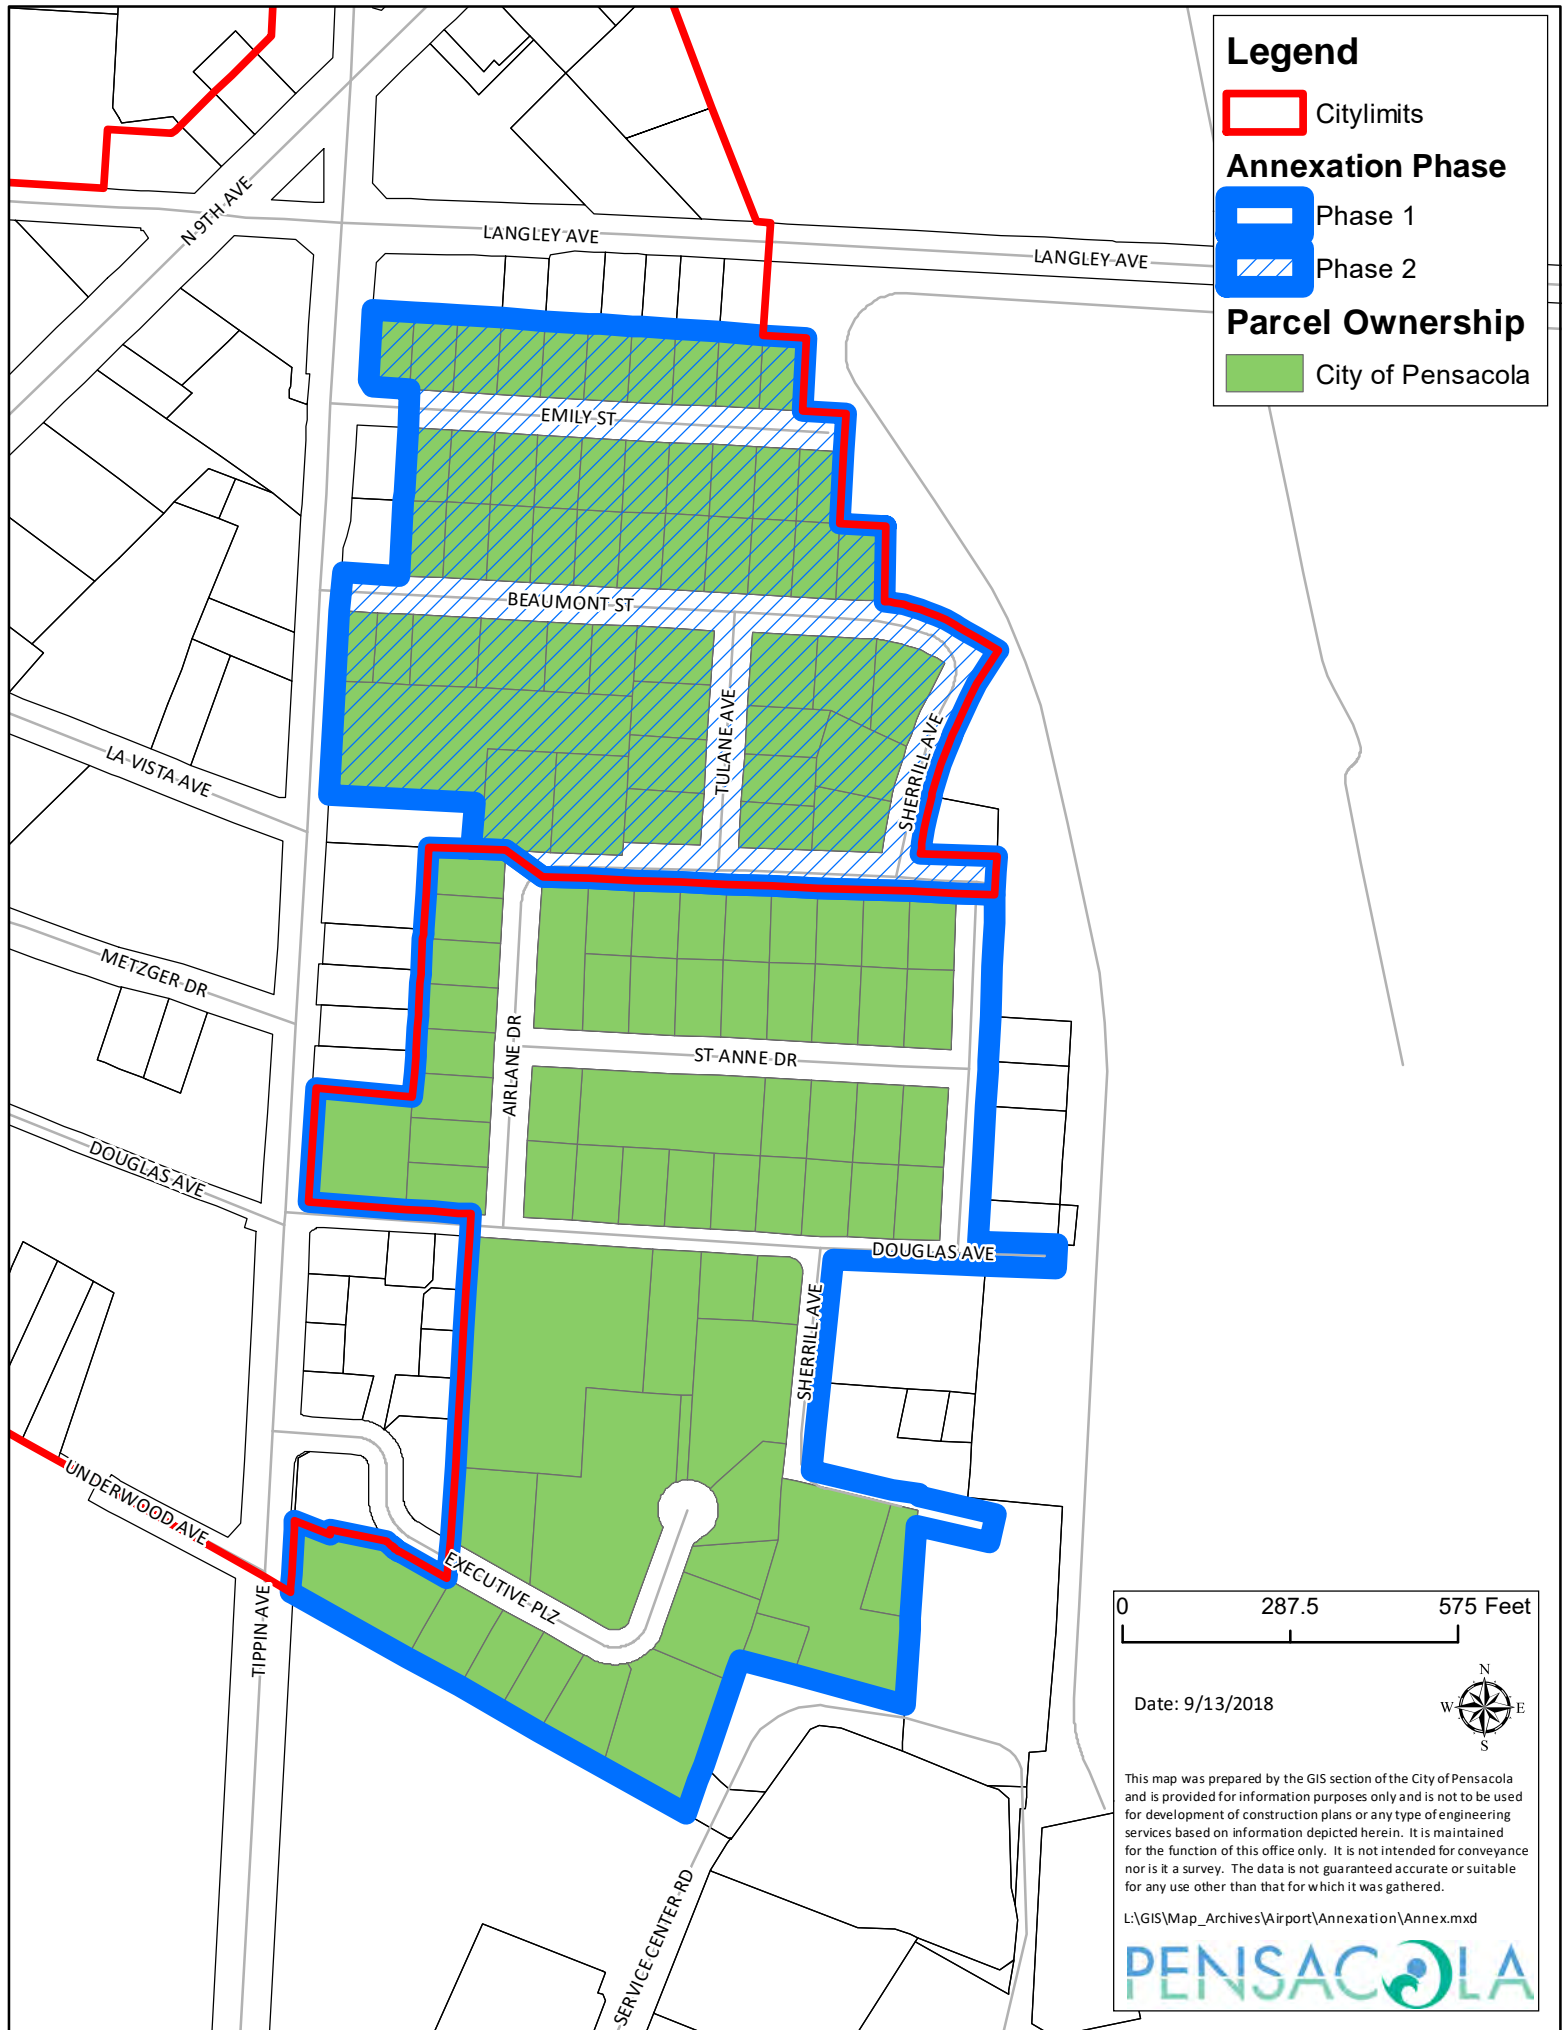 Legend
Citylimits
Annexation Phase
Phase 1
Phase 2
Parcel Ownership
City of Pensacola
N 9TH AVE
LANGLEY AVE
LANGLEY AVE
EMILY ST
BEAUMONT ST
TULANE AVE
SHERRILL AVE
LA VISTA AVE
METZGER DR
AIRLANE DR
ST ANNE DR
DOUGLAS AVE
DOUGLAS AVE
SHERRILL AVE
UNDERWOOD AVE
EXECUTIVE PLZ
TIPPIN AVE
SERVICE CENTER RD
0 287.5 575 Feet
Date: 9/13/2018
N
W E
S
This map was prepared by the GIS section of the City of Pensacola
and is provided for information purposes only and is not to be used
for development of construction plans or any type of engineering
services based on information depicted herein. It is maintained
for the function of this office only. It is not intended for conveyance
nor is it a survey. The data is not guaranteed accurate or suitable
for any use other than that for which it was gathered.
L:\GIS\Map_Archives\Airport\Annexation\Annex.mxd
PENSACOLA